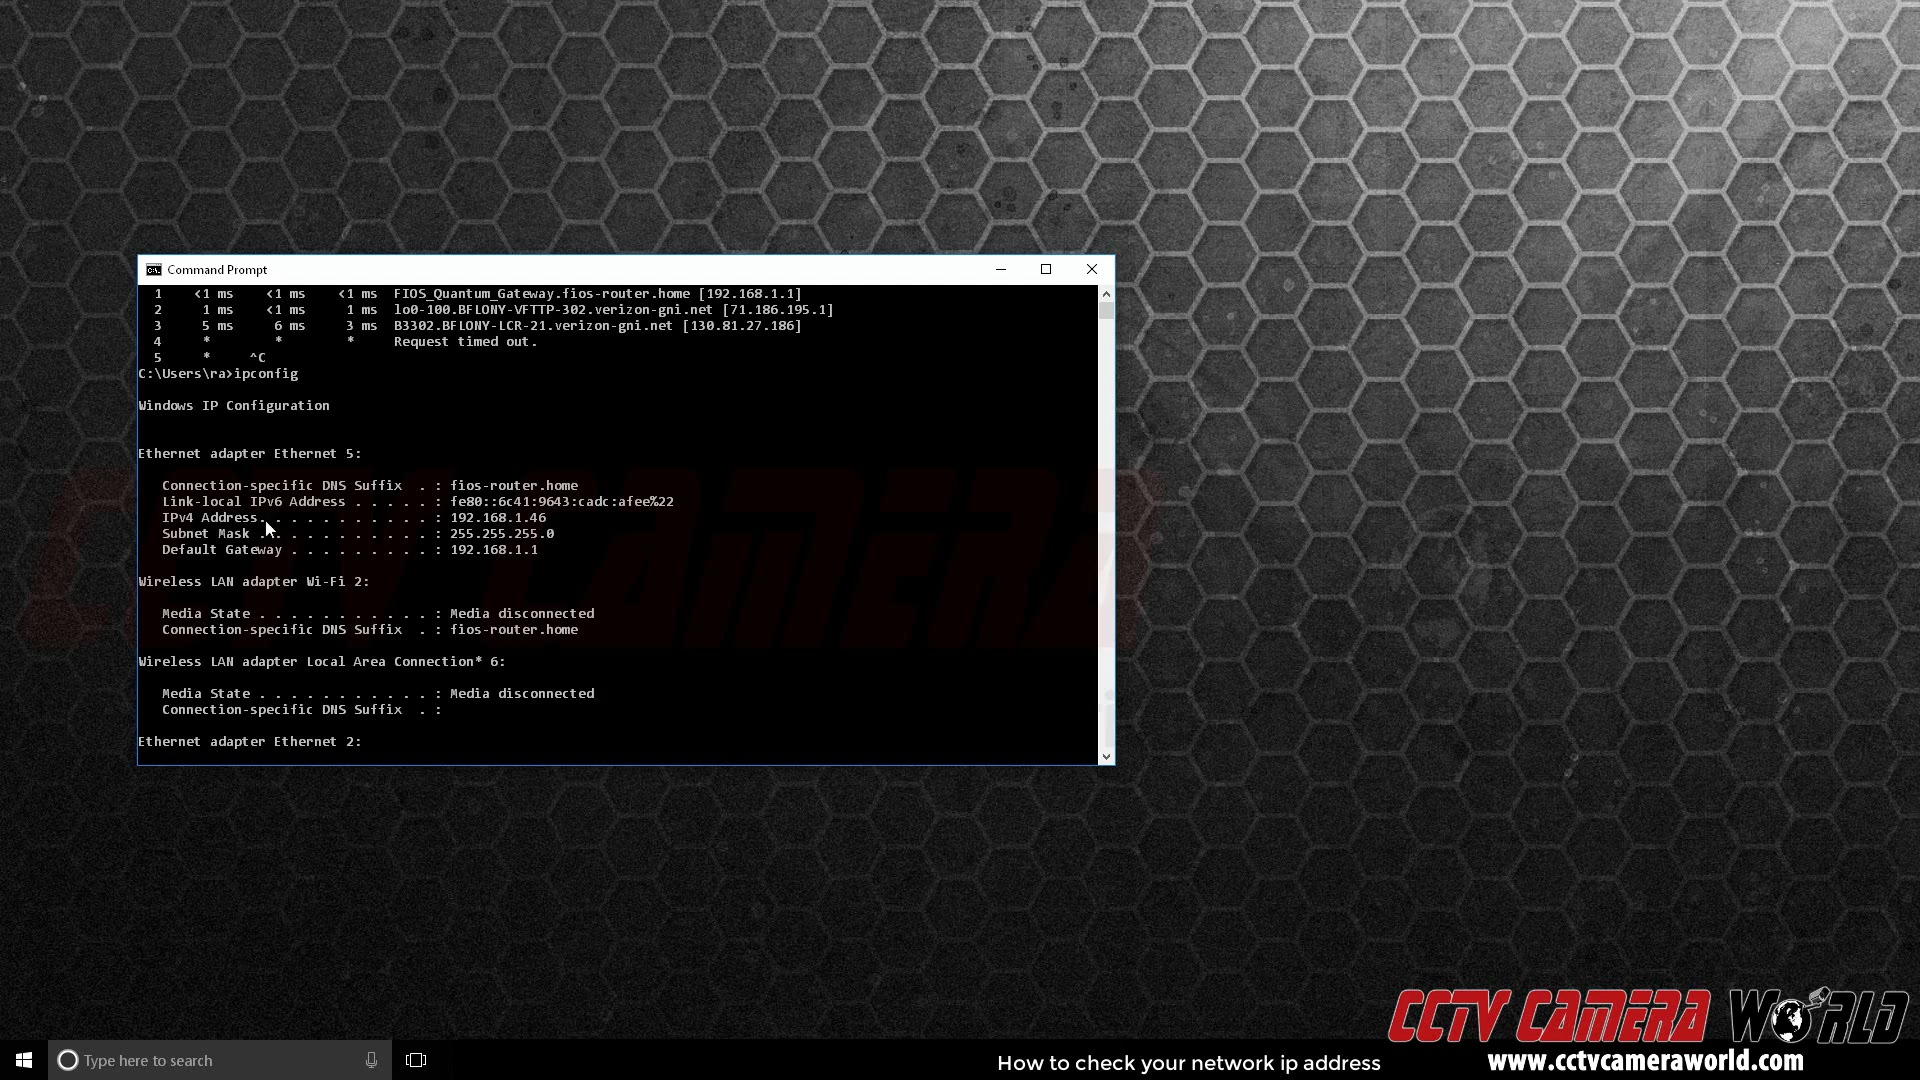 Command Prompt
1 <1 ms <1 ms <1 ms FIOS_Quantum_Gateway.fios-router.home [192.168.1.1]
2 1 ms <1 ms 1 ms lo0-100.BFLONY-VFTTP-302.verizon-gni.net [71.186.195.1]
3 5 ms 6 ms 3 ms B3302.BFLONY-LCR-21.verizon-gni.net [130.81.27.186]
4 * * * Request timed out.
5 * ^C
C:\Users\ra>ipconfig
Windows IP Configuration
Ethernet adapter Ethernet 5:
Connection-specific DNS Suffix . : fios-router.home
Link-local IPv6 Address . . . . . : fe80::6c41:9643:cadc:afee%22
IPv4 Address. . . . . . . . . . . : 192.168.1.46
Subnet Mask . . . . . . . . . . . : 255.255.255.0
Default Gateway . . . . . . . . . : 192.168.1.1
Wireless LAN adapter Wi-Fi 2:
Media State . . . . . . . . . . . : Media disconnected
Connection-specific DNS Suffix . : fios-router.home
Wireless LAN adapter Local Area Connection* 6:
Media State . . . . . . . . . . . : Media disconnected
Connection-specific DNS Suffix . :
Ethernet adapter Ethernet 2:
CCTV CAMERA
CCTV CAMERA WORLD
www.cctvcameraworld.com
Type here to search
How to check your network ip address